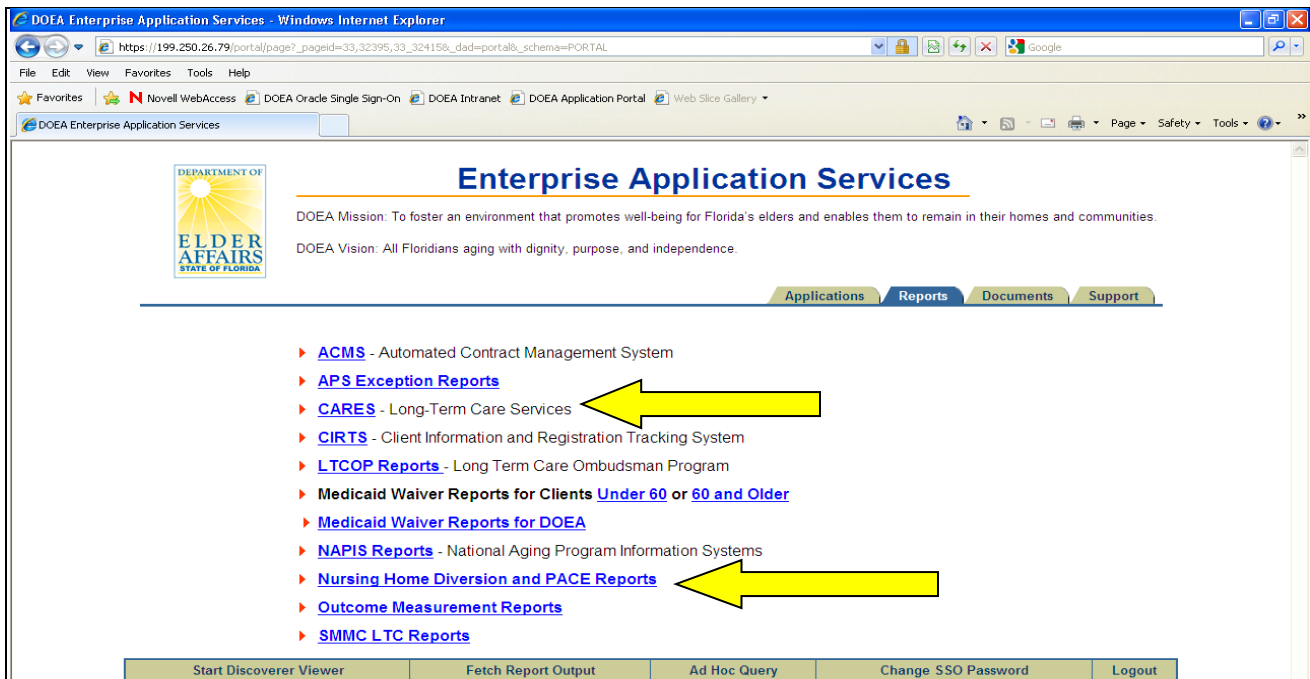 DOEA Enterprise Application Services - Windows Internet Explorer
https://199.250.26.79/portal/page?_pageid=33,32395,33_32415&_dad=portal&_schema=PORTAL
Google
File Edit View Favorites Tools Help
Favorites Novell WebAccess DOEA Oracle Single Sign-On DOEA Intranet DOEA Application Portal Web Slice Gallery
DOEA Enterprise Application Services
Page Safety Tools
DEPARTMENT OF
ELDER
AFFAIRS
STATE OF FLORIDA
Enterprise Application Services
DOEA Mission: To foster an environment that promotes well-being for Florida's elders and enables them to remain in their homes and communities.
DOEA Vision: All Floridians aging with dignity, purpose, and independence.
Applications Reports Documents Support
ACMS - Automated Contract Management System
APS Exception Reports
CARES - Long-Term Care Services
CIRTS - Client Information and Registration Tracking System
LTCOP Reports - Long Term Care Ombudsman Program
Medicaid Waiver Reports for Clients Under 60 or 60 and Older
Medicaid Waiver Reports for DOEA
NAPIS Reports - National Aging Program Information Systems
Nursing Home Diversion and PACE Reports
Outcome Measurement Reports
SMMC LTC Reports
Start Discoverer Viewer Fetch Report Output Ad Hoc Query Change SSO Password Logout